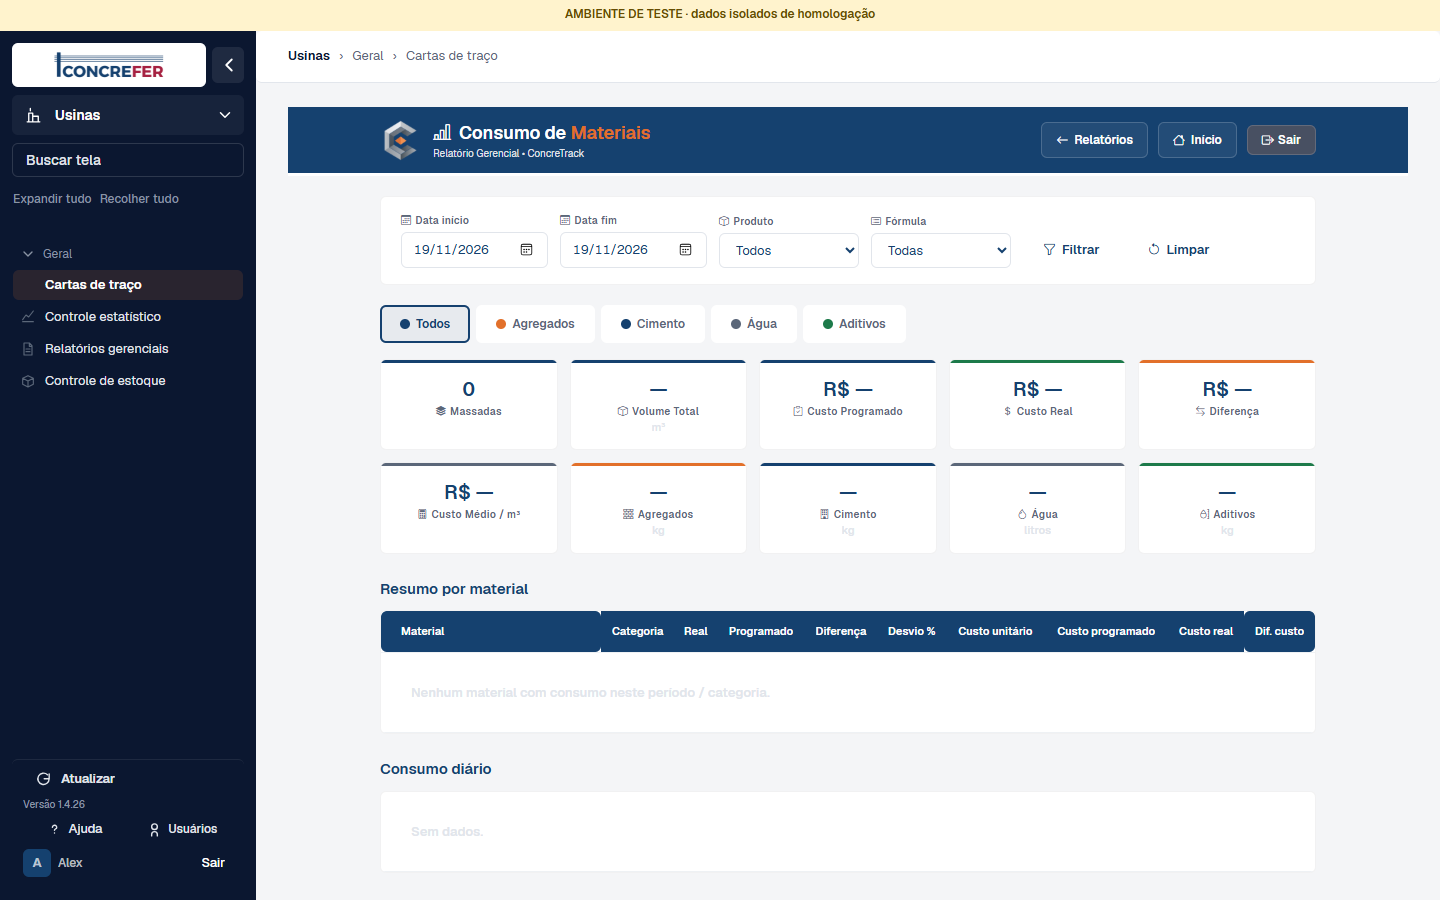 AMBIENTE DE TESTE · dados isolados de homologação
CONCREFER
Usinas
Buscar tela
Expandir tudo Recolher tudo
Geral
Cartas de traço
Controle estatístico
Relatórios gerenciais
Controle de estoque
Atualizar
Versão 1.4.26
? Ajuda Usuários
A Alex Sair
Usinas › Geral › Cartas de traço
Consumo de Materiais
Relatório Gerencial • ConcreTrack
← Relatórios Início Sair
Data início Data fim Produto Fórmula
19/11/2026 19/11/2026 Todos Todas Filtrar Limpar
Todos Agregados Cimento Água Aditivos
0 — R$ — R$ — R$ —
Massadas Volume Total Custo Programado $ Custo Real Diferença
m³
R$ — — — — —
Custo Médio / m³ Agregados Cimento Água Aditivos
kg kg litros kg
Resumo por material
Material Categoria Real Programado Diferença Desvio % Custo unitário Custo programado Custo real Dif. custo
Nenhum material com consumo neste período / categoria.
Consumo diário
Sem dados.